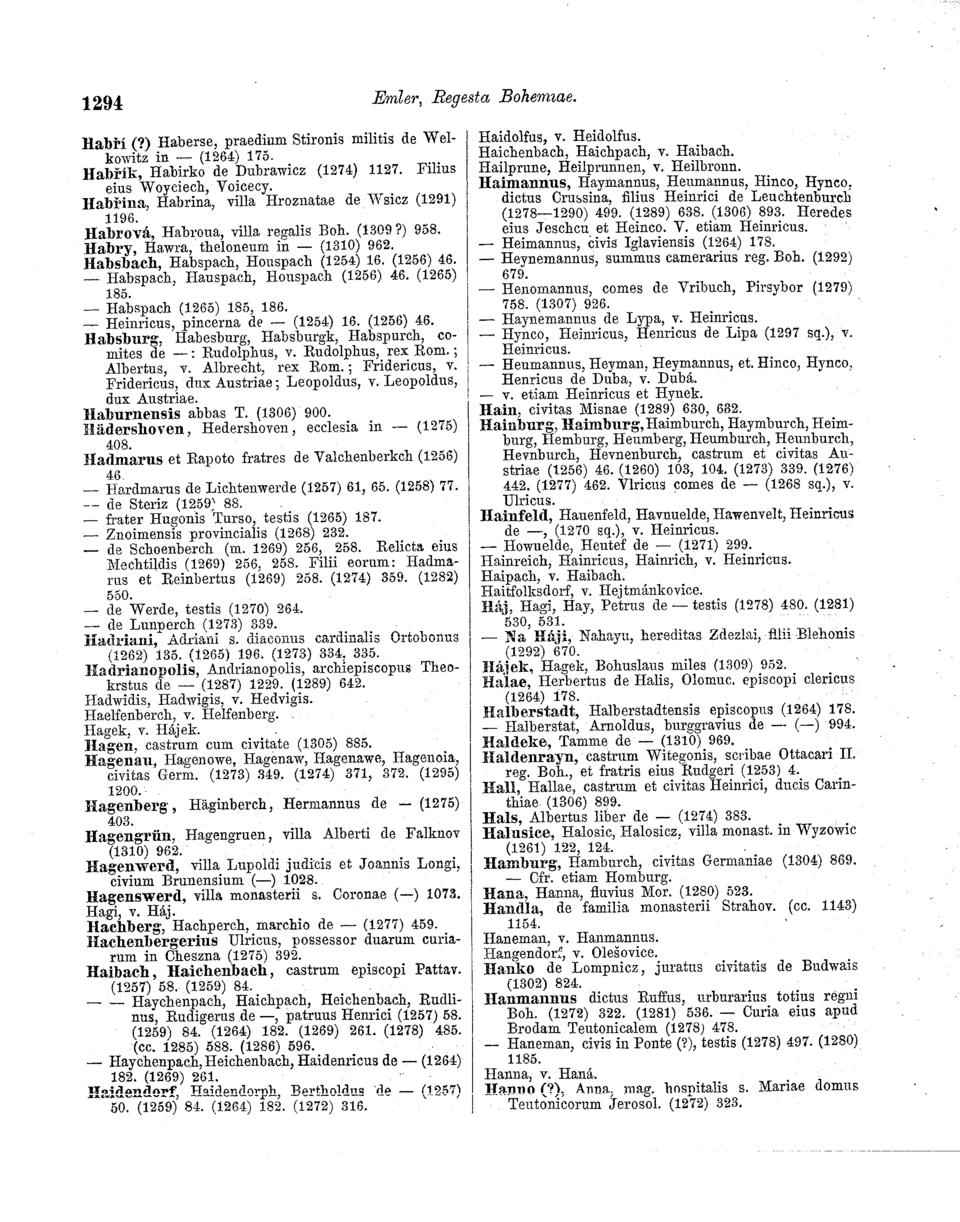 1294
Emler, Regesta Bohemiae.
Habří (?) Haberse, praedium Stironis militis de Wel-
kowitz in — (1264) 175.
Habřík, Habirko de Dubrawicz (1274) 1127. Filius
eius Woyciech, Voicecy.
Habřina, Habrina, villa Hroznatae de Wsicz (1291)
1196.
Habrová, Habroua, villa regalis Boh. (1309?) 958.
Habry, Hawra, theloneum in — (1310) 962.
Habsbach, Habspach, Houspach (1254) 16. (1256) 46.
— Habspach, Hauspach, Houspach (1256) 46. (1265)
185.
— Habspach (1265) 185, 186.
— Heinricus, pincerna de — (1254) 16. (1256) 46.
Habsburg, Habesburg, Habsburgk, Habspurch, co-
mites de —: Rudolphus, v. Rudolphus, rex Rom.;
Albertus, v. Albrecht, rex Rom.; Fridericus, v.
Fridericus, dux Austriae; Leopoldus, v. Leopoldus,
dux Austriae.
Haburnensis abbas T. (1306) 900.
Hädershoven, Hedershoven, ecclesia in — (1275)
408.
Hadmarus et Rapoto fratres de Valchenberkch (1256)
46.
— Hardmarus de Lichtenwerde (1257) 61, 65. (1258) 77.
— de Steriz (1259) 88.
— frater Hugonis Turso, testis (1265) 187.
— Znoimensis provincialis (1268) 232.
— de Schoenberch (m. 1269) 256, 258. Relicta eius
Mechtildis (1269) 256, 258. Filii eorum: Hadma-
rus et Reinbertus (1269) 258. (1274) 359. (1282)
550.
— de Werde, testis (1270) 264.
— de Lunperch (1273) 339.
Hadriani, Adriani s. diaconus cardinalis Ortobonus
(1262) 135. (1265) 196. (1273) 334, 335.
Hadrianopolis, Andrianopolis, archiepiscopus Theo-
krstus de — (1287) 1229. (1289) 642.
Hadwidis, Hadwigis, v. Hedvigis.
Haelfenberch, v. Helfenberg.
Hagek, v. Hájek.
Hagen, castrum cum civitate (1305) 885.
Hagenau, Hagenowe, Hagenaw, Hagenawe, Hagenoia,
civitas Germ. (1273) 349. (1274) 371, 372. (1295)
1200.
Hagenberg, Häginberch, Hermannus de — (1275)
403.
Hagengrün, Hagengruen, villa Alberti de Falknov
(1310) 962.
Hagenwerd, villa Lupoldi judicis et Joannis Longi,
civium Brunensium (—) 1028.
Hagenswerd, villa monasterii s. Coronae (—) 1073.
Hagi, v. Háj.
Hachberg, Hachperch, marchio de — (1277) 459.
Hachenbergerius Ulricus, possessor duarum curia-
rum in Cheszna (1275) 392.
Haibach, Haichenbach, castrum episcopi Pattav.
(1257) 58. (1259) 84.
— — Haychenpach, Haichpach, Heichenbach, Rudli-
nus, Rudigerus de —, patruus Henrici (1257) 58.
(1259) 84. (1264) 182. (1269) 261. (1278) 485.
(cc. 1285) 588. (1286) 596.
— Haychenpach, Heichenbach, Haidenricus de — (1264)
182. (1269) 261.
Haidendorf, Haidendorph, Bertholdus de — (1257)
50. (1259) 84. (1264) 182. (1272) 316.
Haidolfus, v. Heidolfus.
Haichenbach, Haichpach, v. Haibach.
Hailprune, Heilprunnen, v. Heilbronn.
Haimannus, Haymannus, Heumannus, Hinco, Hynco,
dictus Crussina, filius Heinrici de Leuchtenburch
(1278—1290) 499. (1289) 638. (1306) 893. Heredes
eius Jeschcu et Heinco. V. etiam Heinricus.
— Heimannus, civis Iglaviensis (1264) 178.
— Heynemannus, summus camerarius reg. Boh. (1292)
679.
— Henomannus, comes de Vribuch, Pirsybor (1279)
758. (1307) 926.
— Haynemannus de Lypa, v. Heinricus.
— Hynco, Heinricus, Henricus de Lipa (1297 sq.), v.
Heinricus.
— Heumannus, Heyman, Heymannus, et. Hinco, Hynco,
Henricus de Duba, v. Dubá.
— v. etiam Heinricus et Hynek.
Hain, civitas Misnae (1289) 630, 632.
Hainburg, Haimburg, Haimburch, Haymburch, Heim-
burg, Hemburg, Heumberg, Heumburch, Heunburch,
Hevnburch, Hevnenburch, castrum et civitas Au-
striae (1256) 46. (1260) 103, 104. (1273) 339. (1276)
442. (1277) 462. Vlricus comes de — (1268 sq.), v.
Ulricus.
Hainfeld, Hauenfeld, Havnuelde, Hawenvelt, Heinricus
de —, (1270 sq.), v. Heinricus.
— Howuelde, Heutef de — (1271) 299.
Hainreich, Hainricus, Hainrich, v. Heinricus.
Haipach, v. Haibach.
Haitfolksdorf, v. Hejtmánkovice.
Háj, Hagi, Hay, Petrus de — testis (1278) 480. (1281)
530, 531.
— Na Háji, Nahayu, hereditas Zdezlai, filii Blehonis
(1292) 670.
Hájek, Hagek, Bohuslaus miles (1309) 952.
Halae, Herbertus de Halis, Olomuc. episcopi clericus
(1264) 178.
Halberstadt, Halberstadtensis episcopus (1264) 178.
— Halberstat, Arnoldus, burggravius de — (—) 994.
Haldeke, Tamme de — (1310) 969.
Haldenrayn, castrum Witegonis, scribae Ottacari II.
reg. Boh., et fratris eius Rudgeri (1253) 4.
Hall, Hallae, castrum et civitas Heinrici, ducis Carin-
thiae (1306) 899.
Hals, Albertus liber de — (1274) 383.
Halusice, Halosic, Halosicz, villa monast. in Wyzowic
(1261) 122, 124.
Hamburg, Hamburch, civitas Germaniae (1304) 869.
— Cfr. etiam Homburg.
Hana, Hanna, fluvius Mor. (1280) 523.
Handla, de familia monasterii Strahov. (cc. 1143)
1154.
Haneman, v. Hanmannus.
Hangendorf, v. Olešovice.
Hanko de Lompnicz, juratus civitatis de Budwais
(1302) 824.
Hanmannus dictus Ruffus, urburarius totius regni
Boh. (1272) 322. (1281) 536. — Curia eius apud
Brodam Teutonicalem (1278) 478.
— Haneman, civis in Ponte (?), testis (1278) 497. (1280)
1185.
Hanna, v. Haná.
Hanno (?), Anna, mag. hospitalis s. Mariae domus
Teutonicorum Jerosol. (1272) 323.